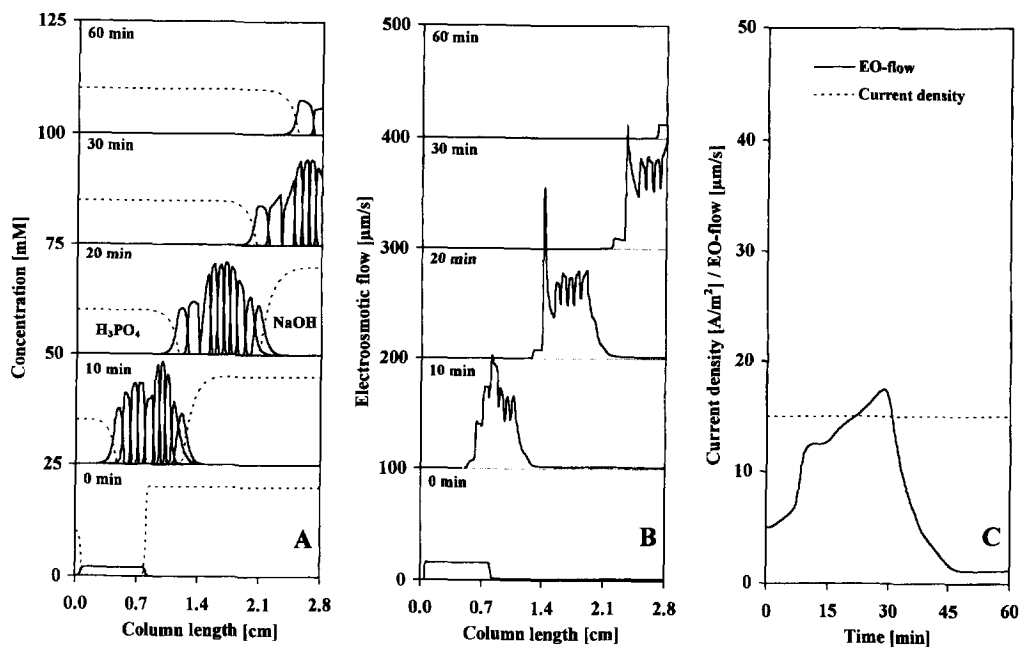 Concentration [mM]
125
100
75
50
25
0
60 min
30 min
20 min
H₃PO₄
NaOH
10 min
0 min
A
0.0 0.7 1.4 2.1 2.8
Column length [cm]
Electroosmotic flow [µm/s]
500
400
300
200
100
0
60 min
30 min
20 min
10 min
0 min
B
0.0 0.7 1.4 2.1 2.8
Column length [cm]
Current density [A/m²] / EO-flow [µm/s]
50
40
30
20
10
0
EO-flow
Current density
C
0 15 30 45 60
Time [min]